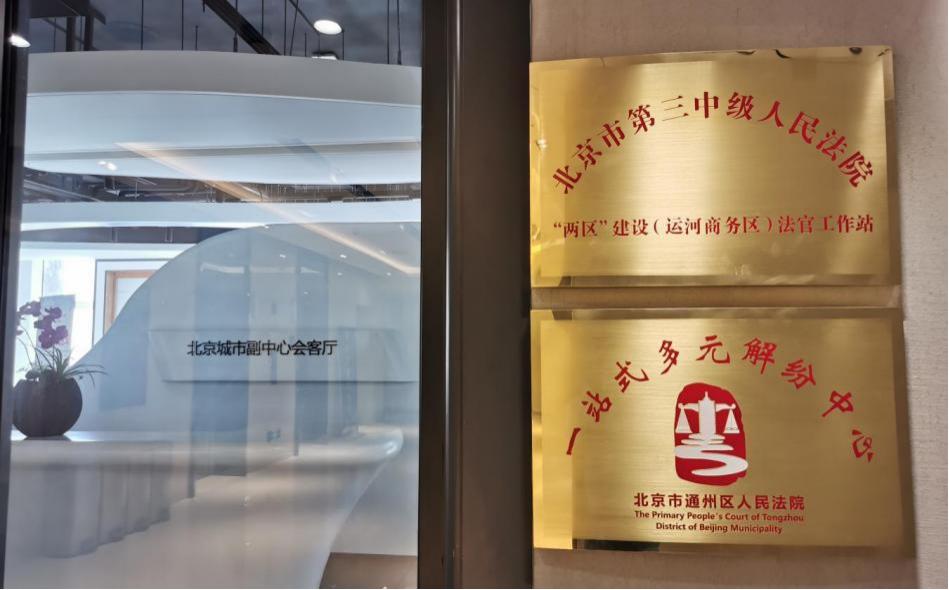 北京城市副中心会客厅
北京市第三中级人民法院
“两区”建设（运河商务区）法官工作站
一站式多元解纷中心
北京市通州区人民法院
The Primary People's Court of Tongzhou
District of Beijing Municipality